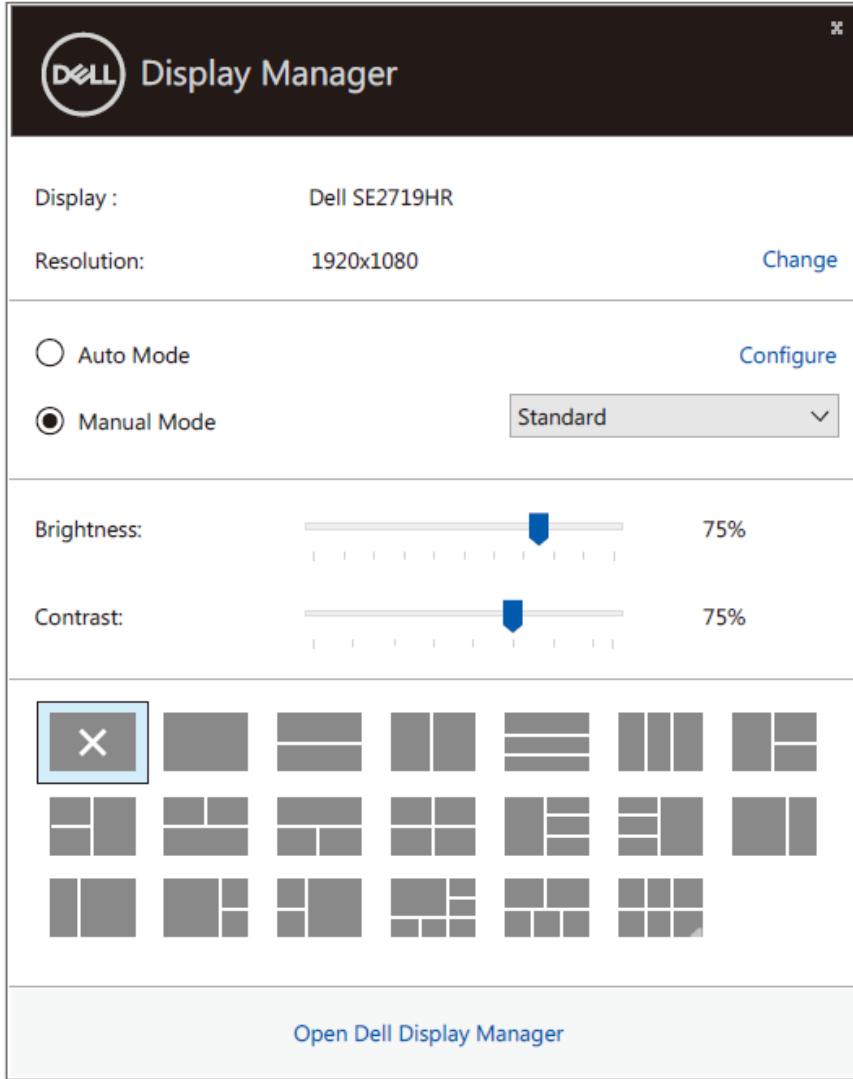 DELL Display Manager
Display : Dell SE2719HR
Resolution: 1920x1080 Change
Auto Mode Configure
Manual Mode Standard
Brightness: 75%
Contrast: 75%
Open Dell Display Manager